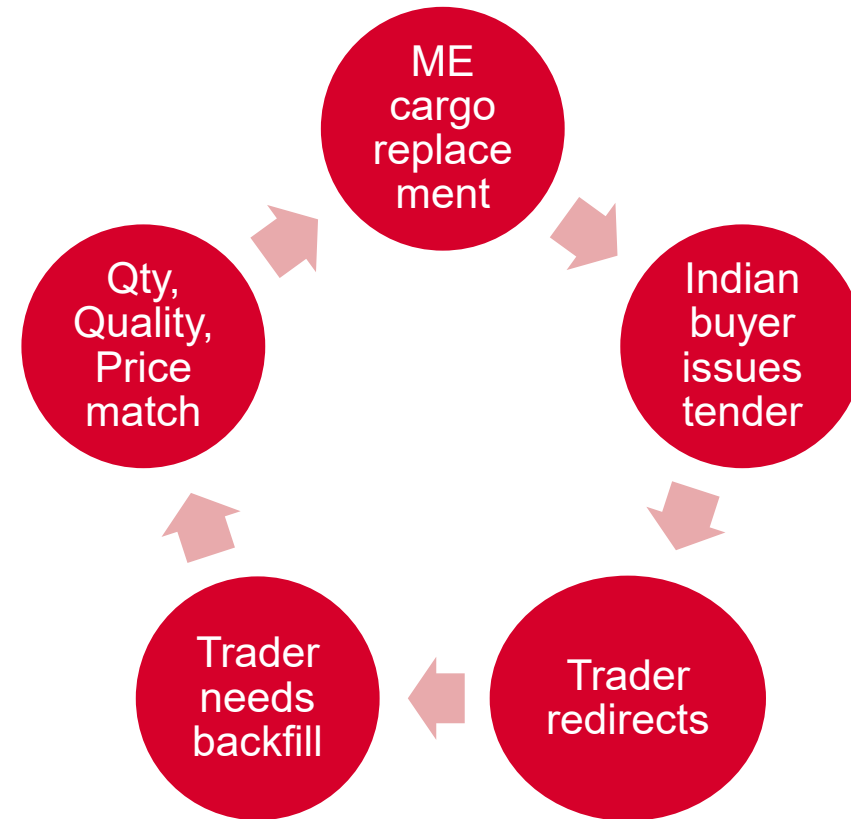 ME
cargo
replace
ment
Indian
buyer
issues
tender
Trader
redirects
Trader
needs
backfill
Qty,
Quality,
Price
match